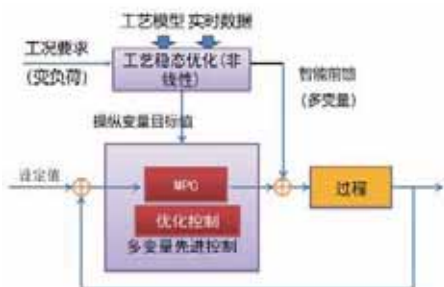 工艺模型 实时数据
工况要求
(变负荷)
工艺稳态优化(非
线性)
智能前馈
(多变量)
操纵变量目标值
设定值
MPC
优化控制
多变量先进控制
过程